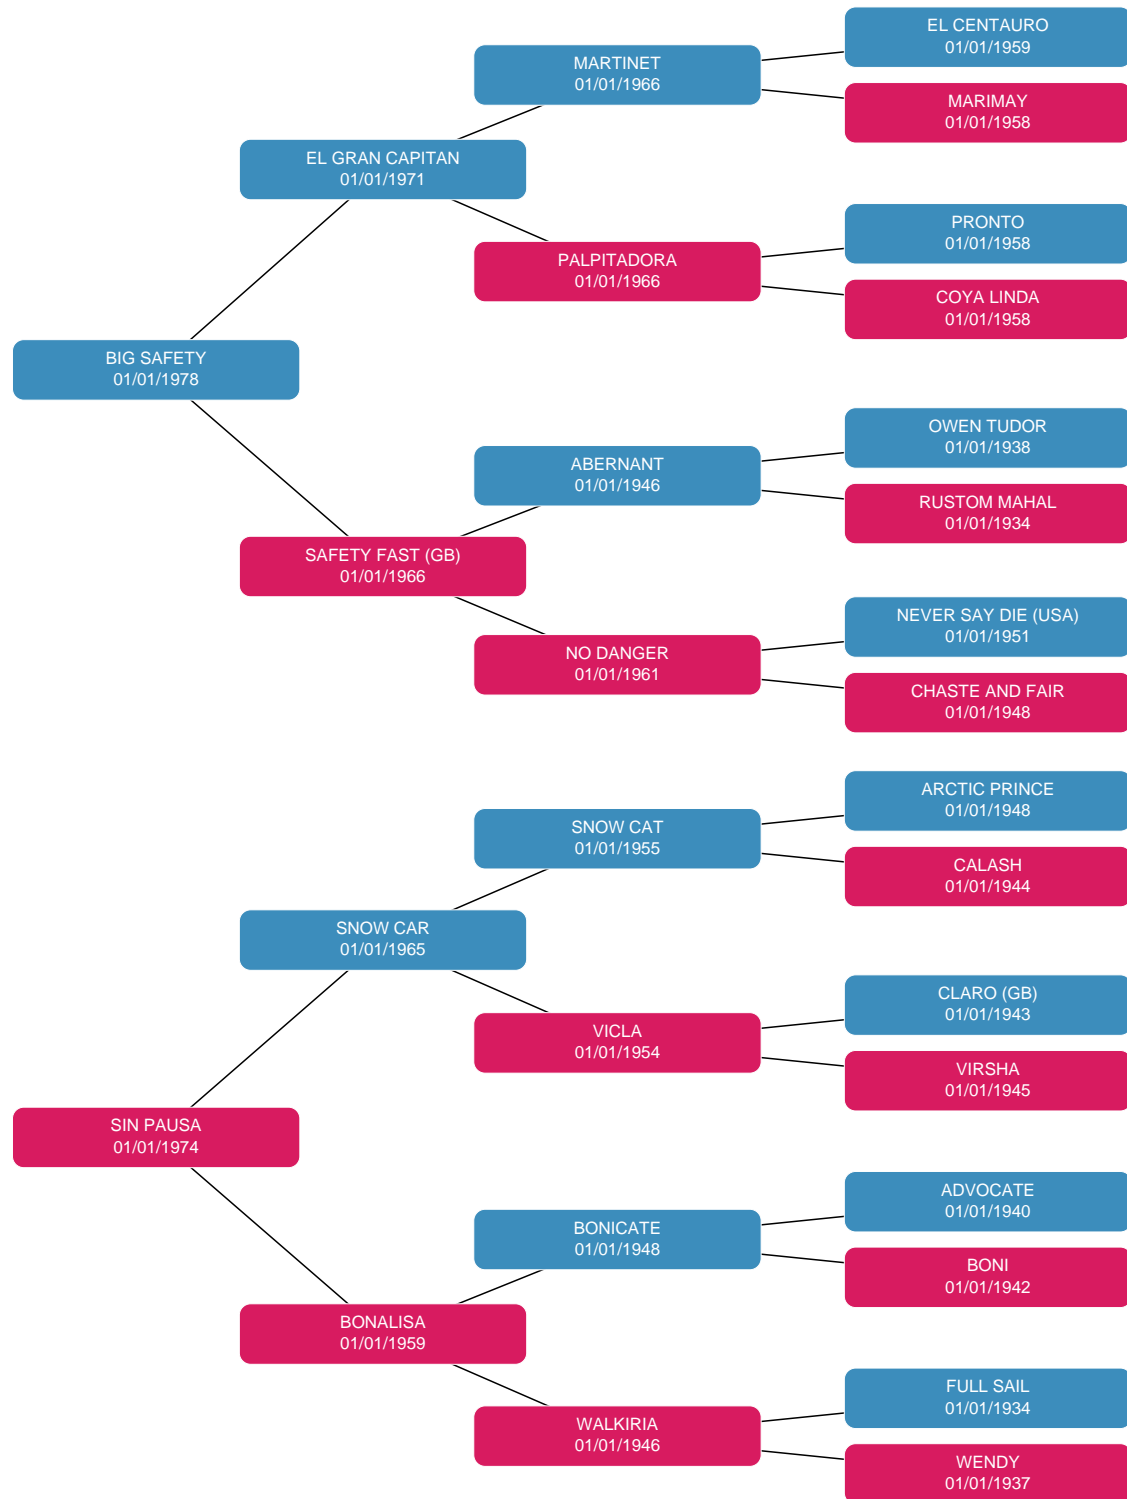 EL CENTAURO
01/01/1959
MARTINET
01/01/1966
MARIMAY
01/01/1958
EL GRAN CAPITAN
01/01/1971
PRONTO
01/01/1958
PALPITADORA
01/01/1966
COYA LINDA
01/01/1958
BIG SAFETY
01/01/1978
OWEN TUDOR
01/01/1938
ABERNANT
01/01/1946
RUSTOM MAHAL
01/01/1934
SAFETY FAST (GB)
01/01/1966
NEVER SAY DIE (USA)
01/01/1951
NO DANGER
01/01/1961
CHASTE AND FAIR
01/01/1948
ARCTIC PRINCE
01/01/1948
SNOW CAT
01/01/1955
CALASH
01/01/1944
SNOW CAR
01/01/1965
CLARO (GB)
01/01/1943
VICLA
01/01/1954
VIRSHA
01/01/1945
SIN PAUSA
01/01/1974
ADVOCATE
01/01/1940
BONICATE
01/01/1948
BONI
01/01/1942
BONALISA
01/01/1959
FULL SAIL
01/01/1934
WALKIRIA
01/01/1946
WENDY
01/01/1937